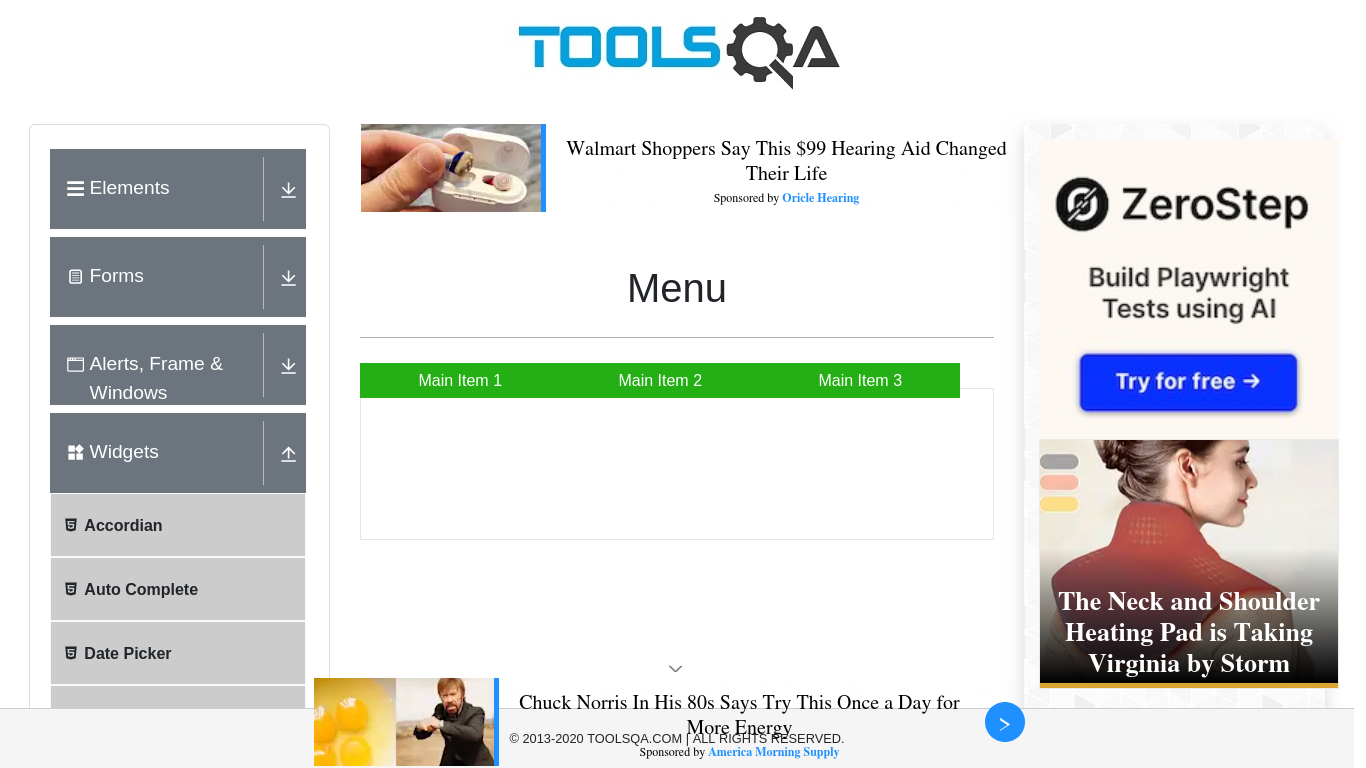 TOOLSQA
Elements
Forms
Alerts, Frame &
Windows
Widgets
Accordian
Auto Complete
Date Picker
Walmart Shoppers Say This $99 Hearing Aid Changed
Their Life
Sponsored by Oricle Hearing
Menu
Main Item 1
Main Item 2
Main Item 3
ZeroStep
Build Playwright
Tests using AI
Try for free →
The Neck and Shoulder
Heating Pad is Taking
Virginia by Storm
Chuck Norris In His 80s Says Try This Once a Day for
More Energy
© 2013-2020 TOOLSQA.COM | ALL RIGHTS RESERVED.
Sponsored by America Morning Supply